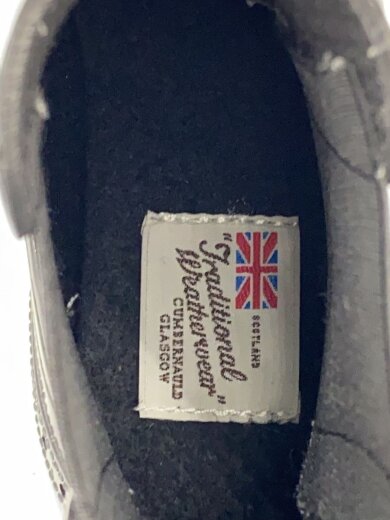 SCOTLAND
"Traditional
Weatherwear"
CUMBERNAULD
GLASGOW